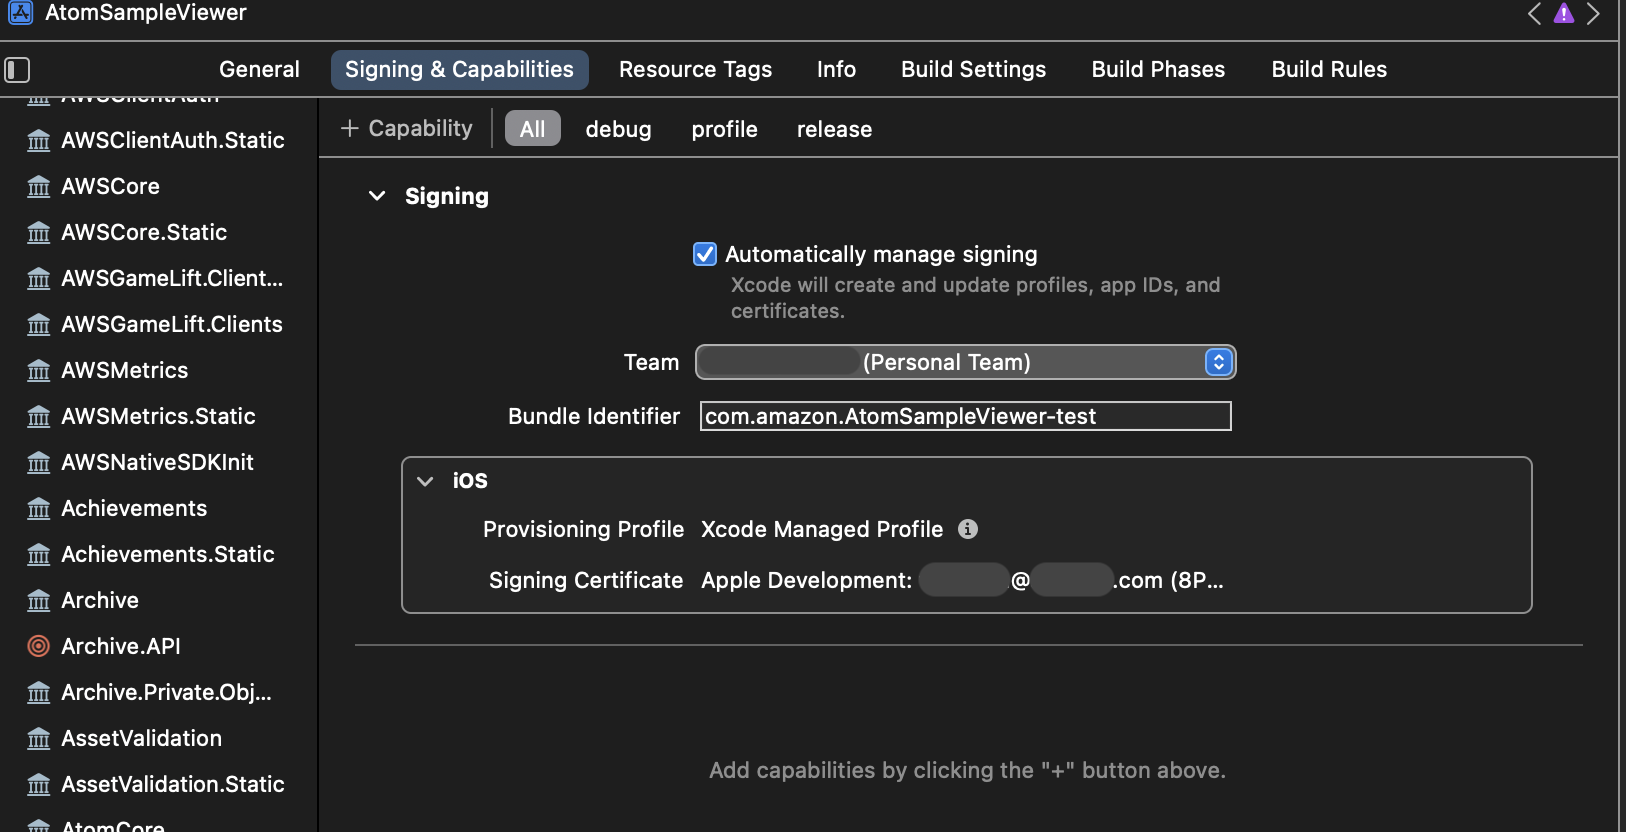 AtomSampleViewer
General
Signing & Capabilities
Resource Tags
Info
Build Settings
Build Phases
Build Rules
AWSClientAuth
AWSClientAuth.Static
AWSCore
AWSCore.Static
AWSGameLift.Client...
AWSGameLift.Clients
AWSMetrics
AWSMetrics.Static
AWSNativeSDKInit
Achievements
Achievements.Static
Archive
Archive.API
Archive.Private.Obj...
AssetValidation
AssetValidation.Static
AtomCore
+ Capability
All
debug
profile
release
Signing
Automatically manage signing
Xcode will create and update profiles, app IDs, and
certificates.
Team (Personal Team)
Bundle Identifier com.amazon.AtomSampleViewer-test
iOS
Provisioning Profile Xcode Managed Profile
Signing Certificate Apple Development: @ .com (8P...
Add capabilities by clicking the "+" button above.